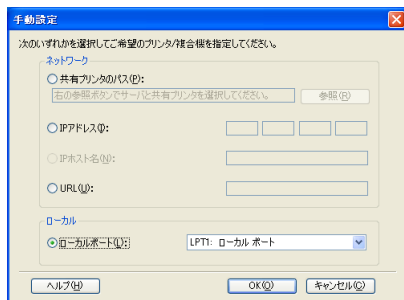 手動設定
次のいずれかを選択してご希望のプリンタ/複合機を指定してください。
ネットワーク
共有プリンタのパス(P):
右の参照ボタンでサーバと共有プリンタを選択してください。 参照(R)
IPアドレス(I):
IPホスト名(N):
URL(U):
ローカル
ローカルポート(L): LPT1: ローカル ポート
ヘルプ(H) OK(O) キャンセル(C)